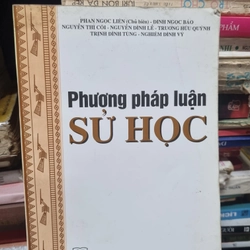 PHAN NGỌC LIÊN (Chủ biên) - ĐINH NGỌC BẢO
NGUYỄN THỊ CÔI - NGUYỄN ĐÌNH LỄ - TRƯƠNG HỮU QUÝNH
TRỊNH ĐÌNH TÙNG - NGHIÊM ĐÌNH VỲ
Phương pháp luận
SỬ HỌC